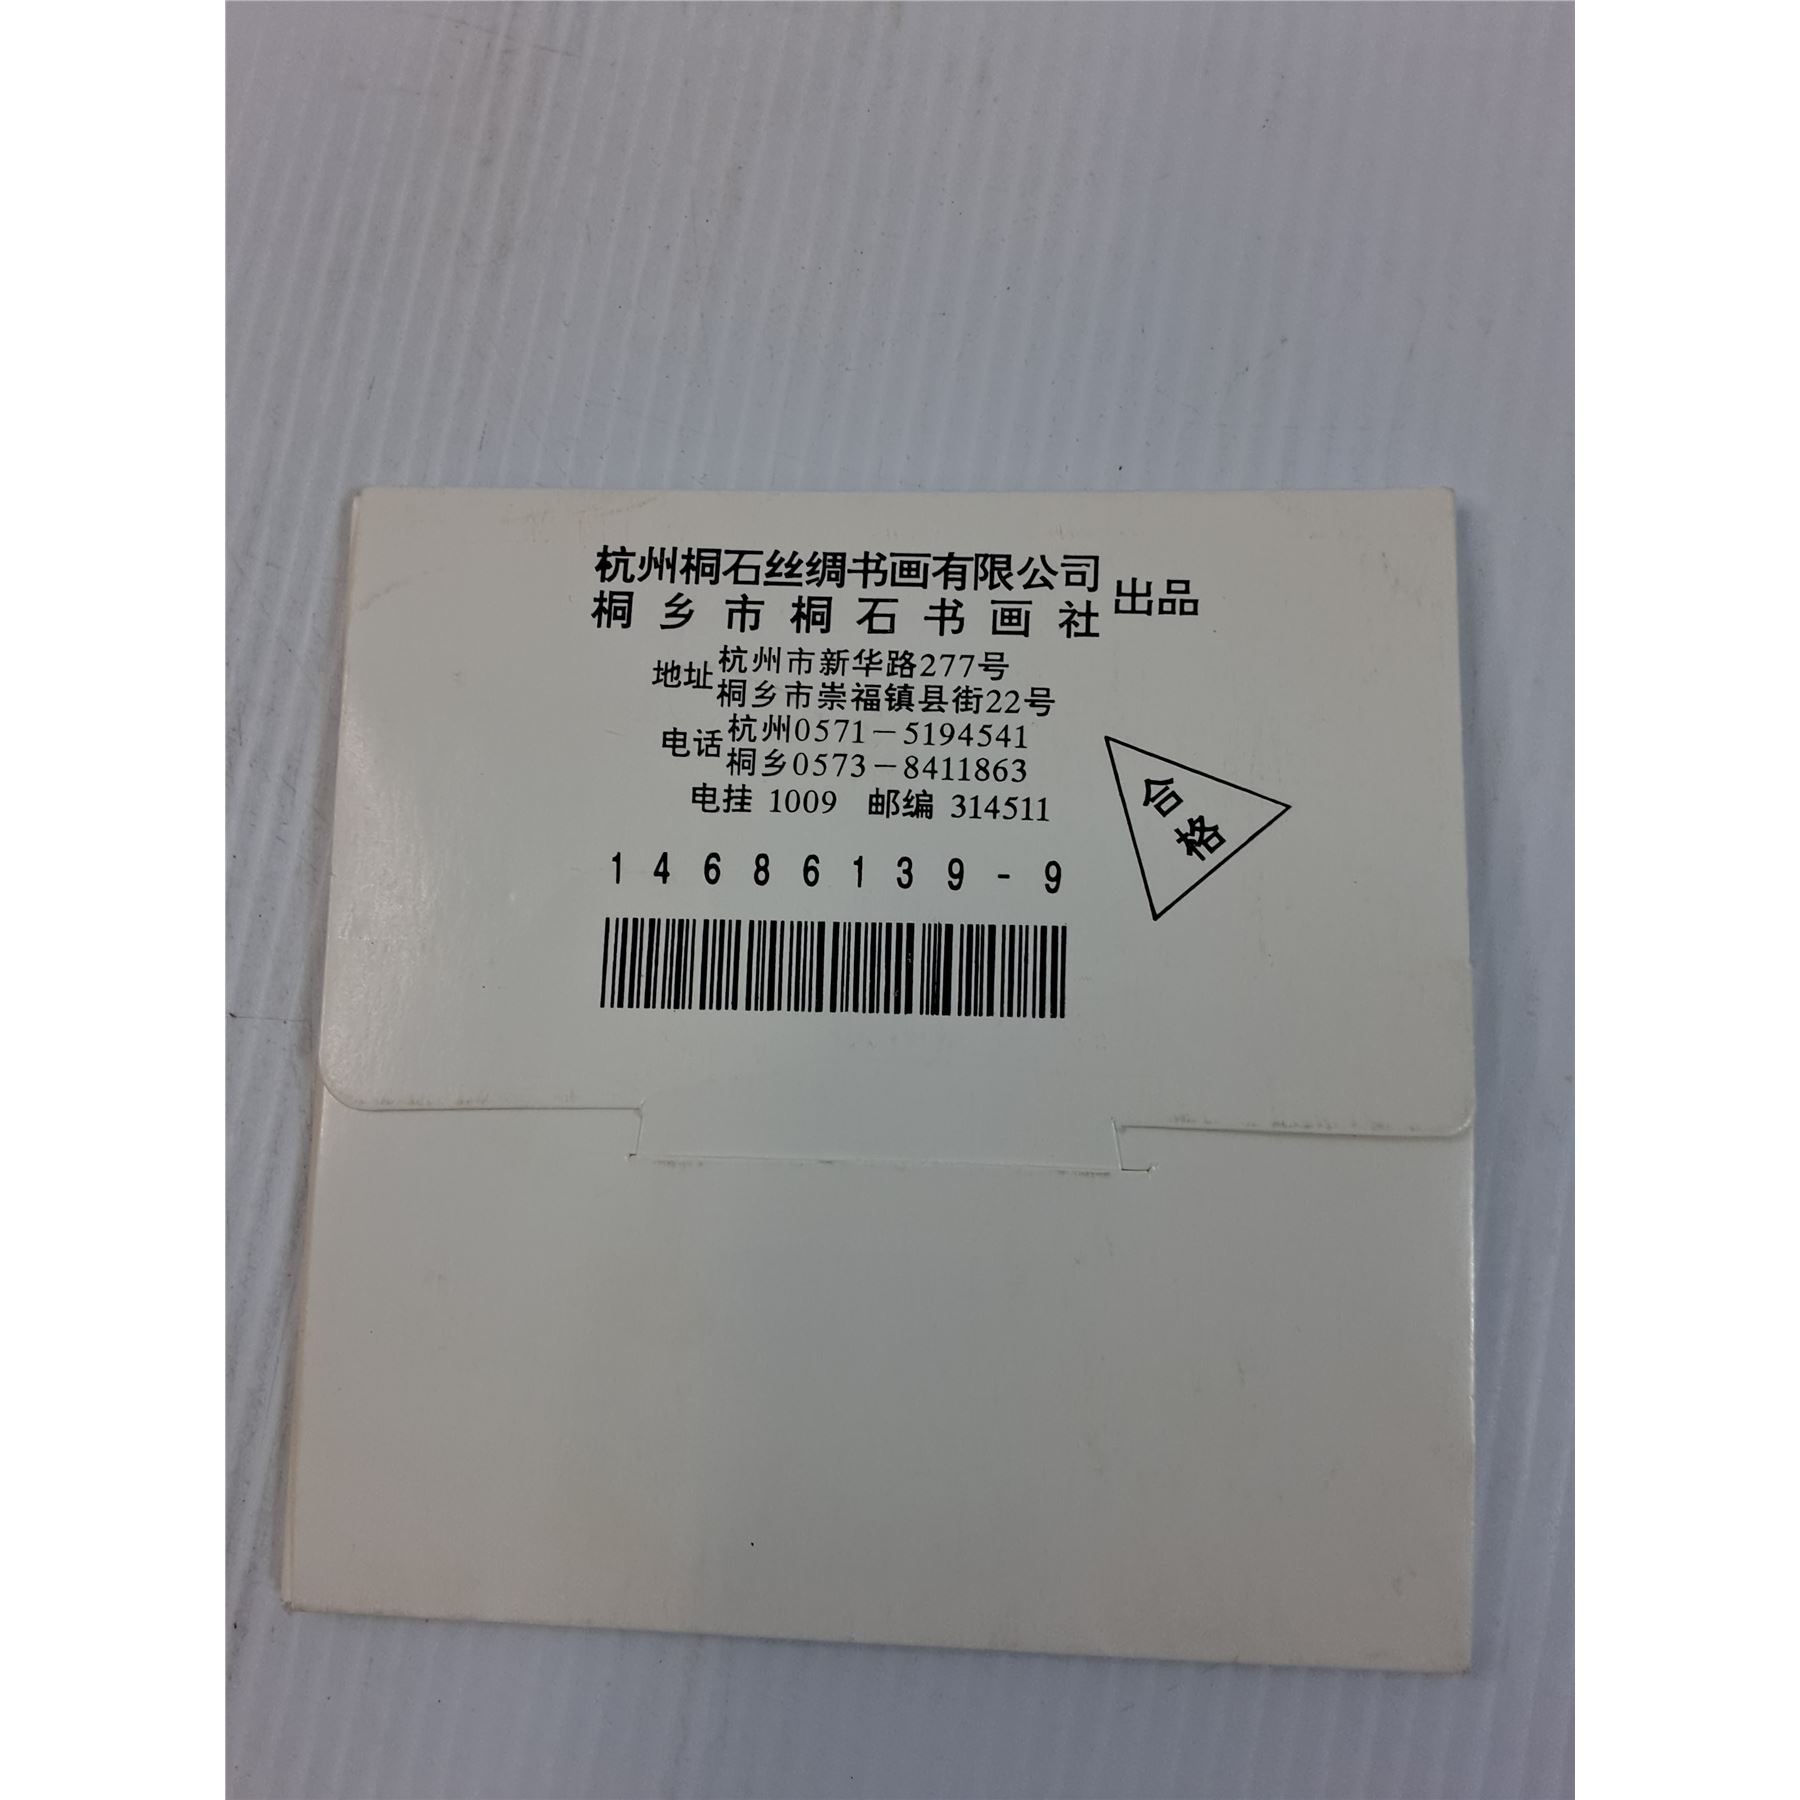 杭州桐石丝绸书画有限公司
桐乡市桐石书画社 出品
地址 杭州市新华路277号
桐乡市崇福镇县街22号
电话 杭州0571－5194541
桐乡0573－8411863
电挂 1009 邮编 314511
合格
14686139-9